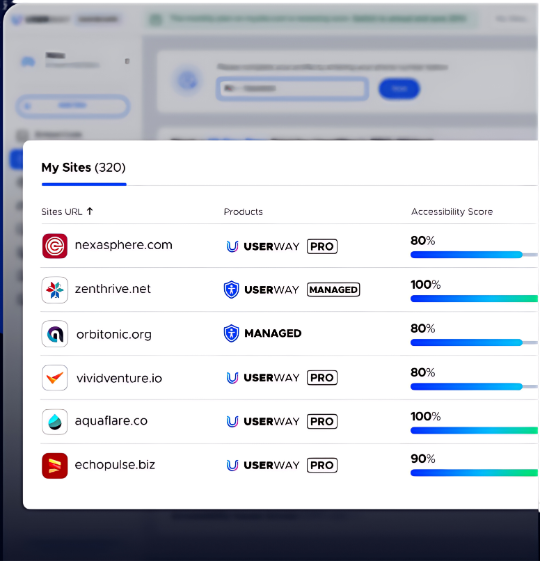 USERWAY
My Sites (320)
Sites URL ↑ Products Accessibility Score
nexasphere.com USERWAY PRO 80%
zenthrive.net USERWAY MANAGED 100%
orbitonic.org MANAGED 80%
vividventure.io USERWAY PRO 80%
aquaflare.co USERWAY PRO 100%
echopulse.biz USERWAY PRO 90%